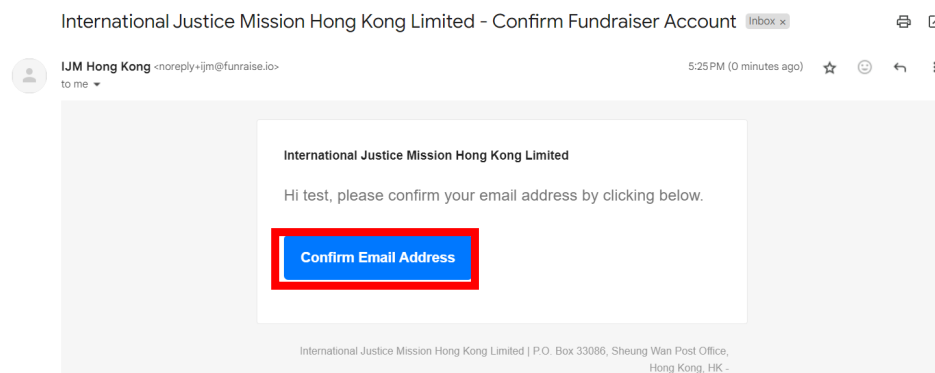 International Justice Mission Hong Kong Limited - Confirm Fundraiser Account Inbox x
IJM Hong Kong <noreply+ijm@funraise.io> 5:25 PM (0 minutes ago)
to me
International Justice Mission Hong Kong Limited
Hi test, please confirm your email address by clicking below.
Confirm Email Address
International Justice Mission Hong Kong Limited | P.O. Box 33086, Sheung Wan Post Office,
Hong Kong, HK -